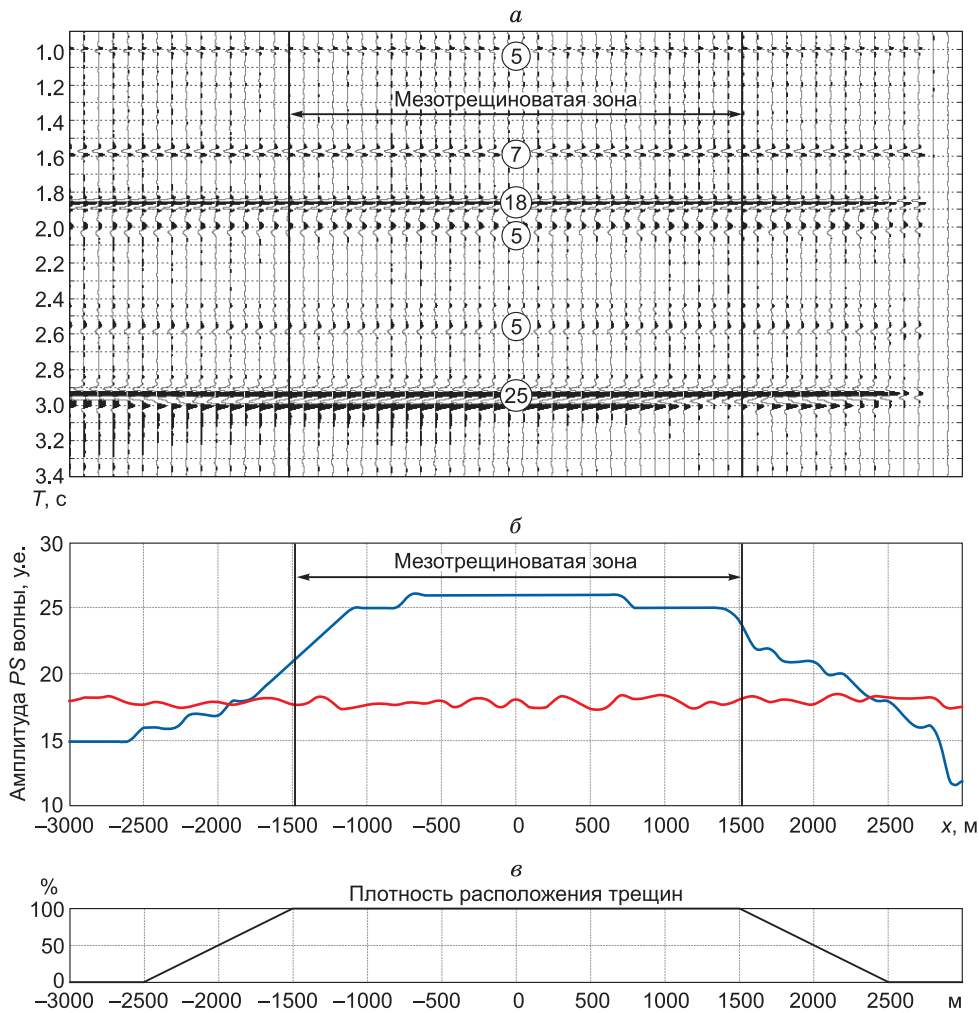 а
1.0
1.2
1.4
1.6
1.8
2.0
2.2
2.4
2.6
2.8
3.0
3.2
3.4
T, с
5
Мезотрещиноватая зона
7
18
5
5
25
б
Амплитуда PS волны, у.е.
30
25
20
15
10
Мезотрещиноватая зона
–3000 –2500 –2000 –1500 –1000 –500 0 500 1000 1500 2000 2500 x, м
в
%
Плотность расположения трещин
100
50
0
–3000 –2500 –2000 –1500 –1000 –500 0 500 1000 1500 2000 2500 м